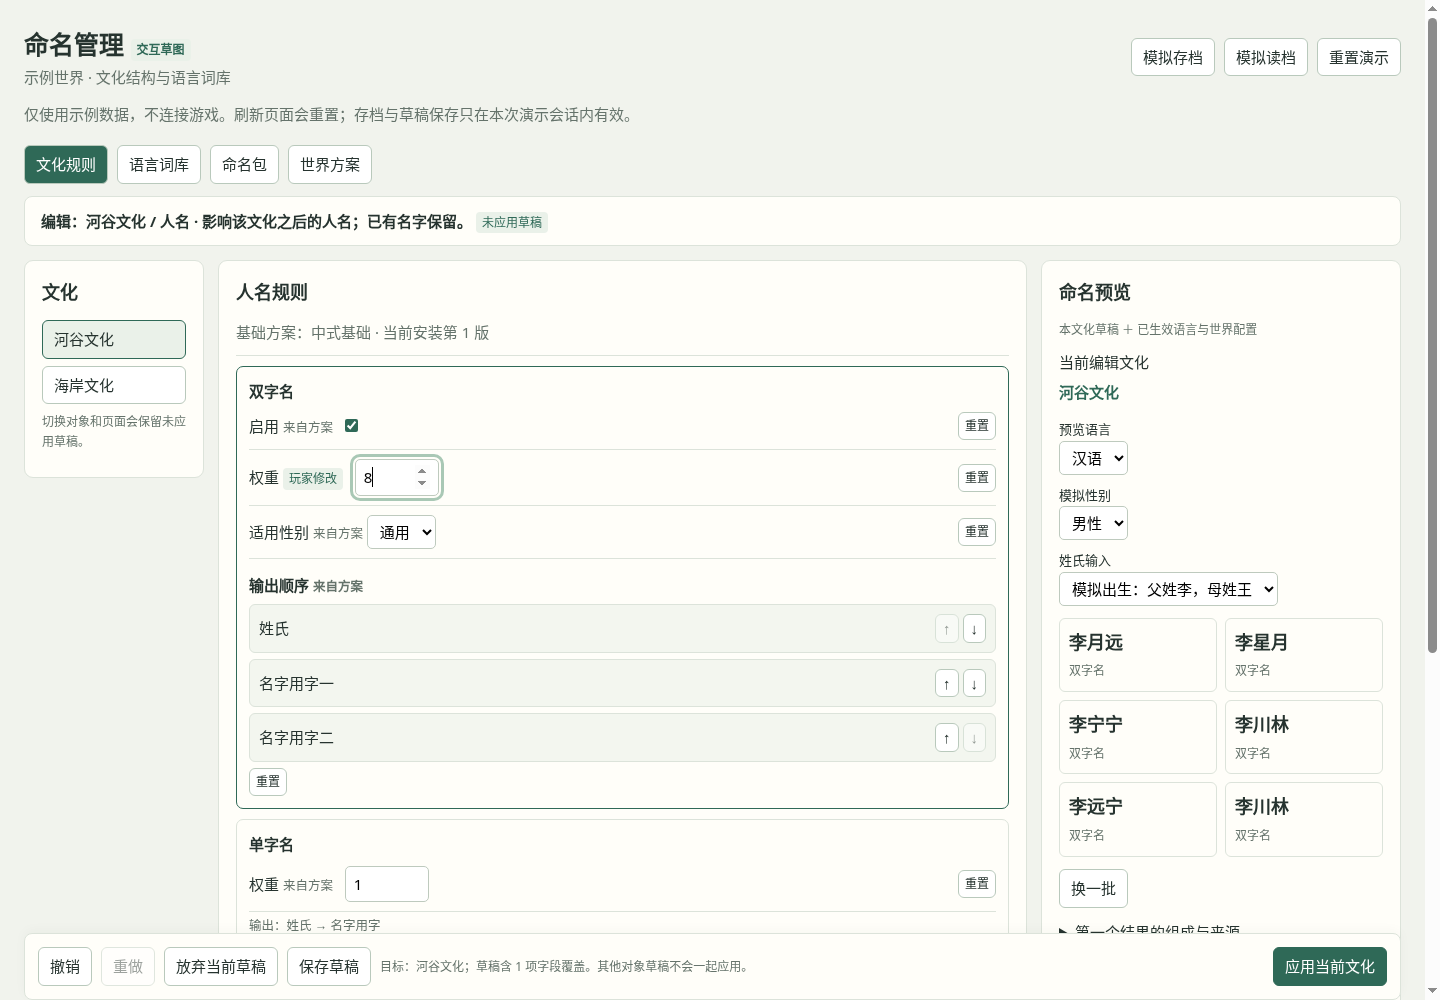 命名管理 交互草图
示例世界 · 文化结构与语言词库
模拟存档 模拟读档 重置演示
仅使用示例数据，不连接游戏。刷新页面会重置；存档与草稿保存只在本次演示会话内有效。
文化规则 语言词库 命名包 世界方案
编辑：河谷文化 / 人名 · 影响该文化之后的人名；已有名字保留。 未应用草稿
文化
河谷文化
海岸文化
切换对象和页面会保留未应
用草稿。
人名规则
基础方案：中式基础 · 当前安装第 1 版
双字名
启用 来自方案 重置
权重 玩家修改 8 重置
适用性别 来自方案 通用 重置
输出顺序 来自方案
姓氏 ↑ ↓
名字用字一 ↑ ↓
名字用字二 ↑ ↓
重置
单字名
权重 来自方案 1 重置
输出：姓氏 → 名字用字
命名预览
本文化草稿 ＋ 已生效语言与世界配置
当前编辑文化
河谷文化
预览语言
汉语
模拟性别
男性
姓氏输入
模拟出生：父姓李，母姓王
李月远 李星月
双字名 双字名
李宁宁 李川林
双字名 双字名
李远宁 李川林
双字名 双字名
换一批
▶ 第一个结果的组成与来源
撤销 重做 放弃当前草稿 保存草稿 目标：河谷文化；草稿含 1 项字段覆盖。其他对象草稿不会一起应用。 应用当前文化